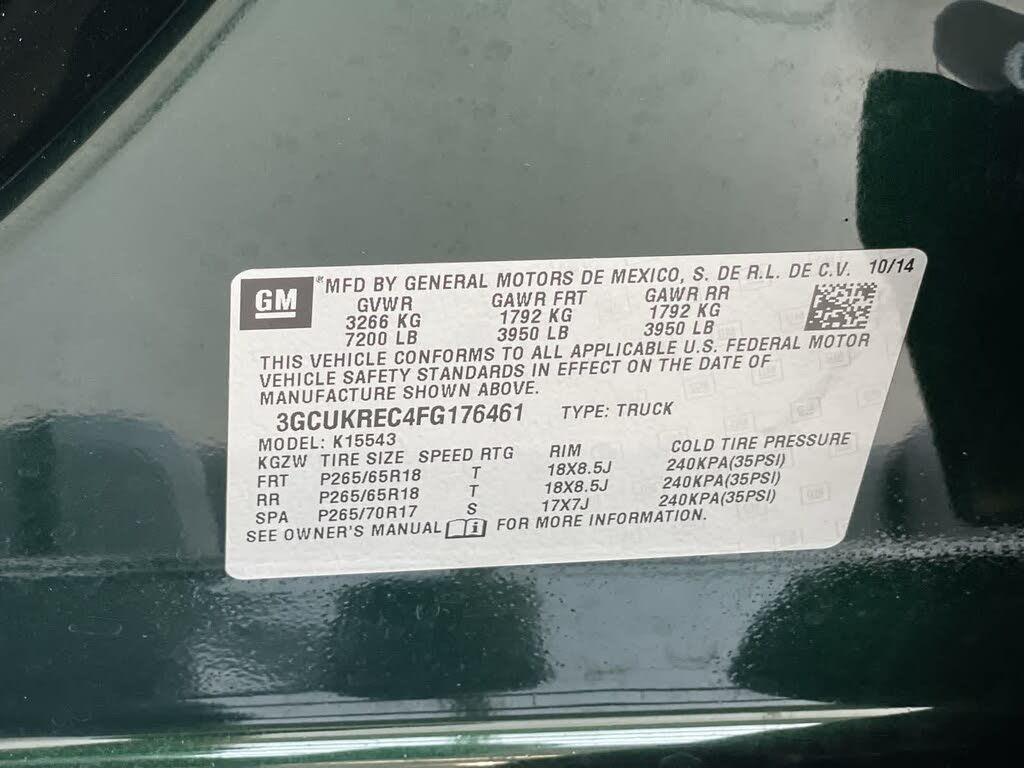 GM
MFD BY GENERAL MOTORS DE MEXICO, S. DE R.L. DE C.V. 10/14
GVWR GAWR FRT GAWR RR
3266 KG 1792 KG 1792 KG
7200 LB 3950 LB 3950 LB
THIS VEHICLE CONFORMS TO ALL APPLICABLE U.S. FEDERAL MOTOR
VEHICLE SAFETY STANDARDS IN EFFECT ON THE DATE OF
MANUFACTURE SHOWN ABOVE.
3GCUKREC4FG176461 TYPE: TRUCK
MODEL: K15543
KGZW TIRE SIZE SPEED RTG RIM COLD TIRE PRESSURE
FRT P265/65R18 T 18X8.5J 240KPA(35PSI)
RR P265/65R18 T 18X8.5J 240KPA(35PSI)
SPA P265/70R17 S 17X7J 240KPA(35PSI)
SEE OWNER'S MANUAL i FOR MORE INFORMATION.